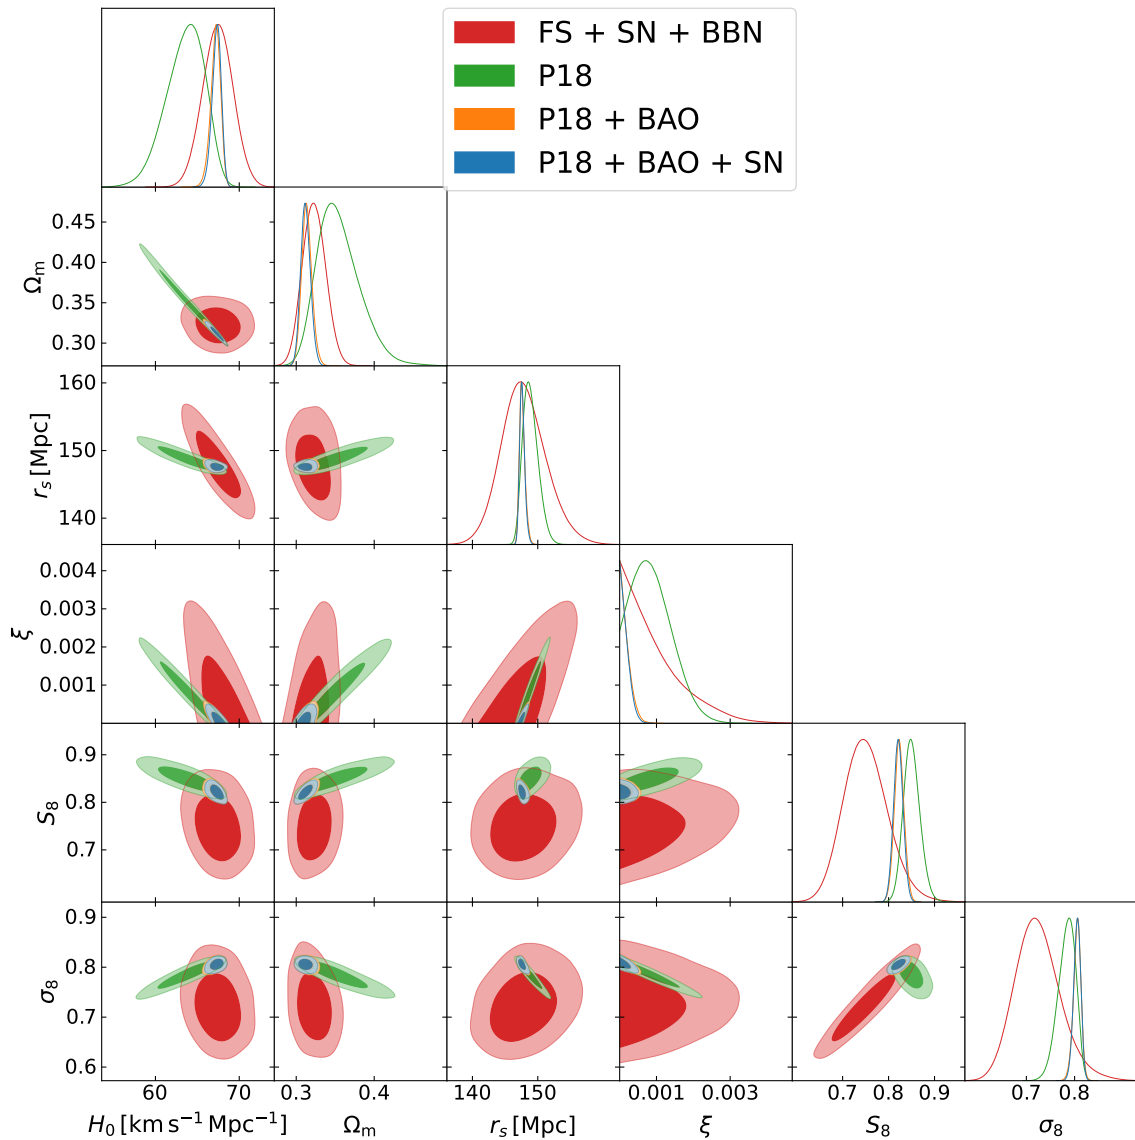 FS + SN + BBN
P18
P18 + BAO
P18 + BAO + SN
0.45
0.40
0.35
0.30
Ωm
160
150
140
r_s [Mpc]
0.004
0.003
0.002
0.001
ξ
0.9
0.8
0.7
S₈
0.9
0.8
0.7
0.6
σ₈
60 70
0.3 0.4
140 150
0.001 0.003
0.7 0.8 0.9
0.7 0.8
H₀ [km s⁻¹ Mpc⁻¹]
Ωm
r_s [Mpc]
ξ
S₈
σ₈